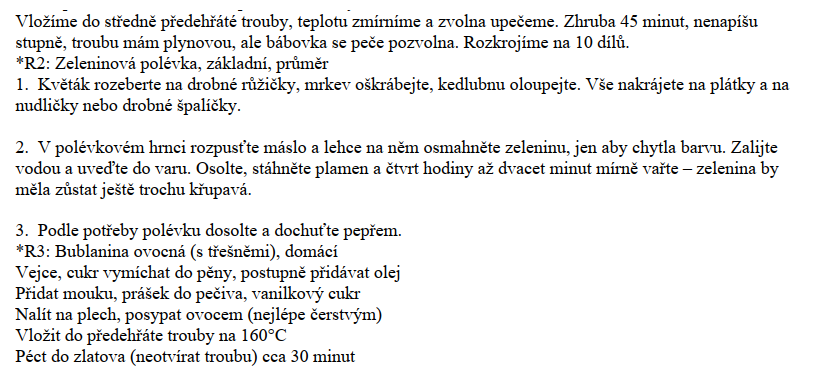 Vložíme do středně předehřáté trouby, teplotu zmírníme a zvolna upečeme. Zhruba 45 minut, nenapíšu
stupně, troubu mám plynovou, ale bábovka se peče pozvolna. Rozkrojíme na 10 dílů.
*R2: Zeleninová polévka, základní, průměr
1. Květák rozeberte na drobné růžičky, mrkev oškrábejte, kedlubnu oloupejte. Vše nakrájete na plátky a na
nudličky nebo drobné špalíčky.
2. V polévkovém hrnci rozpusťte máslo a lehce na něm osmahněte zeleninu, jen aby chytla barvu. Zalijte
vodou a uveďte do varu. Osolte, stáhněte plamen a čtvrt hodiny až dvacet minut mírně vařte – zelenina by
měla zůstat ještě trochu křupavá.
3. Podle potřeby polévku dosolte a dochuťte pepřem.
*R3: Bublanina ovocná (s třešněmi), domácí
Vejce, cukr vymíchat do pěny, postupně přidávat olej
Přidat mouku, prášek do pečiva, vanilkový cukr
Nalít na plech, posypat ovocem (nejlépe čerstvým)
Vložit do předehřáte trouby na 160°C
Péct do zlatova (neotvírat troubu) cca 30 minut